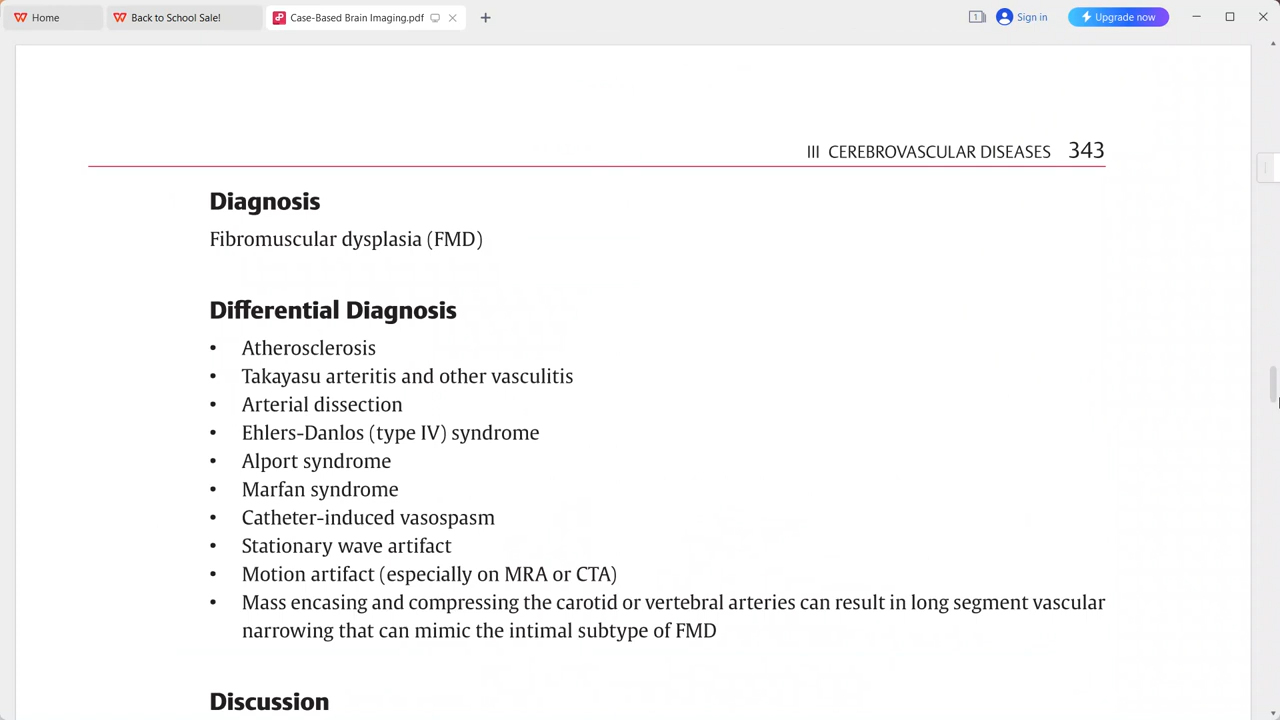 Home
Back to School Sale!
Case-Based Brain Imaging.pdf
1
Sign in
Upgrade now
III CEREBROVASCULAR DISEASES 343
Diagnosis
Fibromuscular dysplasia (FMD)
Differential Diagnosis
• Atherosclerosis
• Takayasu arteritis and other vasculitis
• Arterial dissection
• Ehlers-Danlos (type IV) syndrome
• Alport syndrome
• Marfan syndrome
• Catheter-induced vasospasm
• Stationary wave artifact
• Motion artifact (especially on MRA or CTA)
• Mass encasing and compressing the carotid or vertebral arteries can result in long segment vascular
narrowing that can mimic the intimal subtype of FMD
Discussion